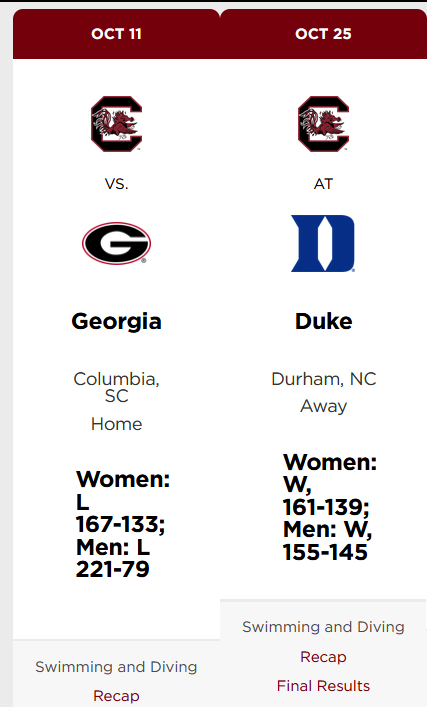 OCT 11
VS.
Georgia
Columbia,
SC
Home
Women:
L
167-133;
Men: L
221-79
Swimming and Diving
Recap
OCT 25
AT
Duke
Durham, NC
Away
Women:
W,
161-139;
Men: W,
155-145
Swimming and Diving
Recap
Final Results